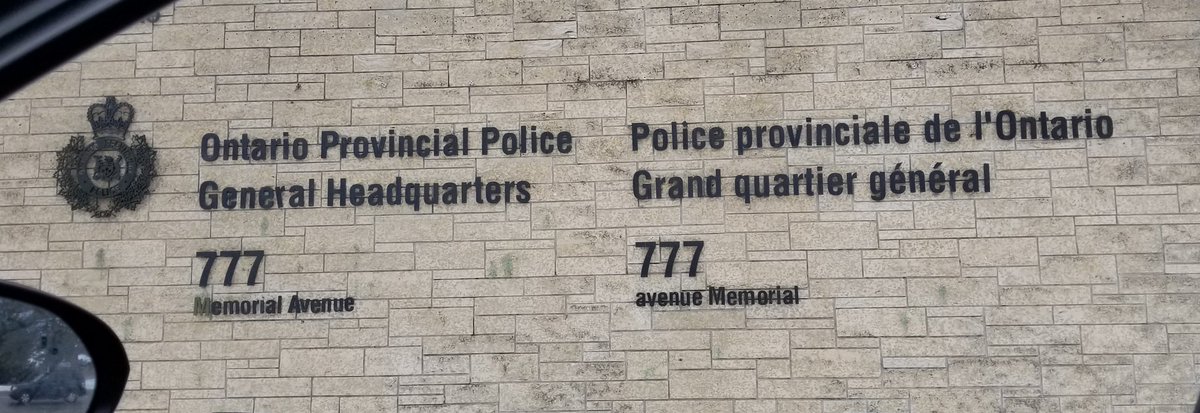 Ontario Provincial Police
General Headquarters
777
Memorial Avenue
Police provinciale de l'Ontario
Grand quartier général
777
avenue Memorial